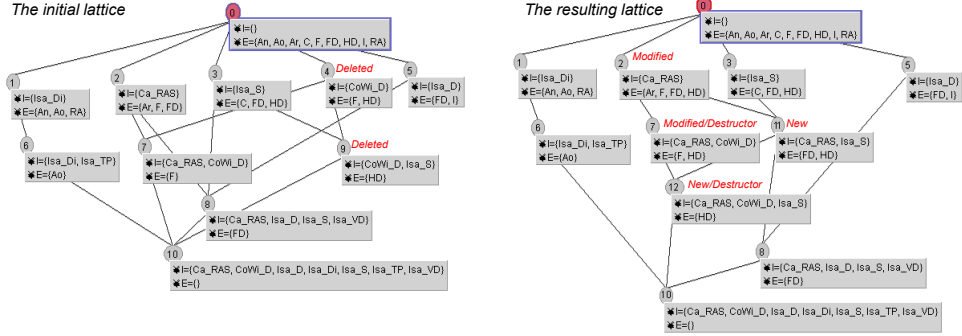 The initial lattice
0
I={}
E={An, Ao, Ar, C, F, FD, HD, I, RA}
1
I={Isa_Di}
E={An, Ao, RA}
2
I={Ca_RAS}
E={Ar, F, FD}
3
I={Isa_S}
E={C, FD, HD}
4 Deleted
I={CoWi_D}
E={F, HD}
5
I={Isa_D}
E={FD, I}
6
I={Isa_Di, Isa_TP}
E={Ao}
7
I={Ca_RAS, CoWi_D}
E={F}
9 Deleted
I={CoWi_D, Isa_S}
E={HD}
8
I={Ca_RAS, Isa_D, Isa_S, Isa_VD}
E={FD}
10
I={Ca_RAS, CoWi_D, Isa_D, Isa_Di, Isa_S, Isa_TP, Isa_VD}
E={}
The resulting lattice
0
I={}
E={An, Ao, Ar, C, F, FD, HD, I, RA}
1
I={Isa_Di}
E={An, Ao, RA}
2 Modified
I={Ca_RAS}
E={Ar, F, FD, HD}
3
I={Isa_S}
E={C, FD, HD}
5
I={Isa_D}
E={FD, I}
6
I={Isa_Di, Isa_TP}
E={Ao}
7 Modified/Destructor
I={Ca_RAS, CoWi_D}
E={F, HD}
11 New
I={Ca_RAS, Isa_S}
E={FD, HD}
12 New/Destructor
I={Ca_RAS, CoWi_D, Isa_S}
E={HD}
8
I={Ca_RAS, Isa_D, Isa_S, Isa_VD}
E={FD}
10
I={Ca_RAS, CoWi_D, Isa_D, Isa_Di, Isa_S, Isa_TP, Isa_VD}
E={}